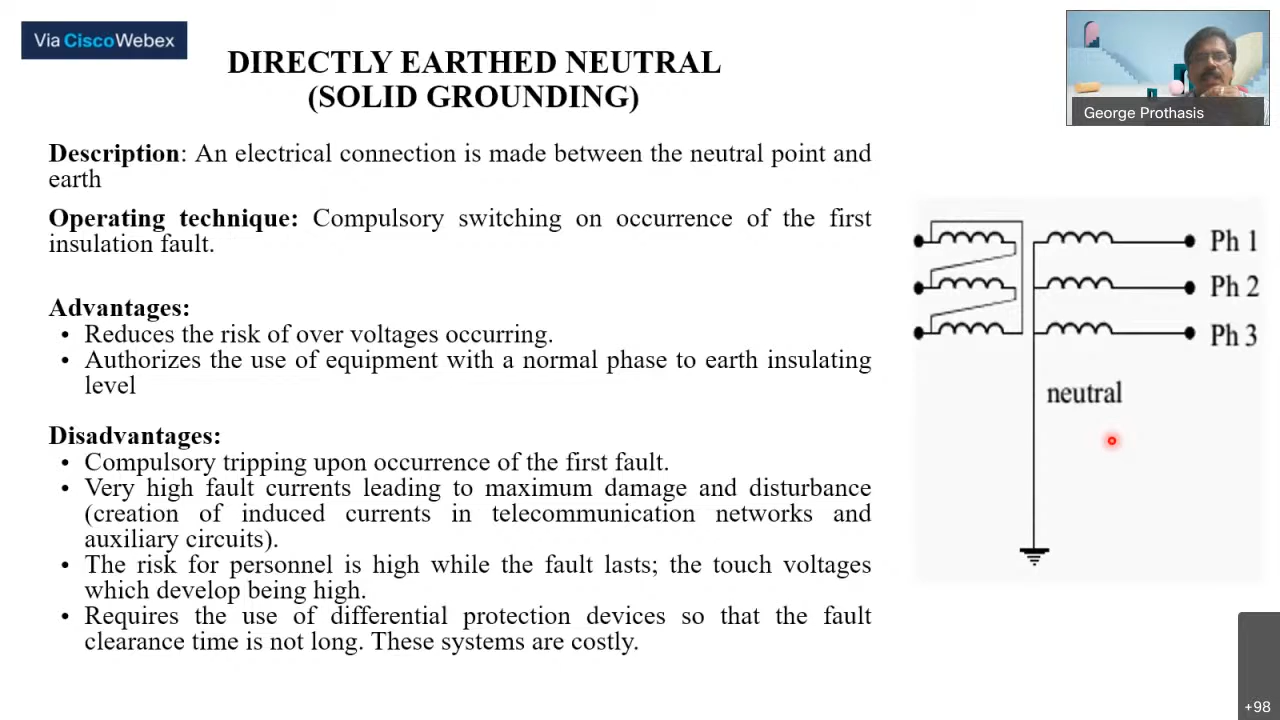 Via CiscoWebex
DIRECTLY EARTHED NEUTRAL
(SOLID GROUNDING)
George Prothasis
Description: An electrical connection is made between the neutral point and
earth
Operating technique: Compulsory switching on occurrence of the first
insulation fault.
Advantages:
• Reduces the risk of over voltages occurring.
• Authorizes the use of equipment with a normal phase to earth insulating
level
Disadvantages:
• Compulsory tripping upon occurrence of the first fault.
• Very high fault currents leading to maximum damage and disturbance
(creation of induced currents in telecommunication networks and
auxiliary circuits).
• The risk for personnel is high while the fault lasts; the touch voltages
which develop being high.
• Requires the use of differential protection devices so that the fault
clearance time is not long. These systems are costly.
Ph 1
Ph 2
Ph 3
neutral
+98